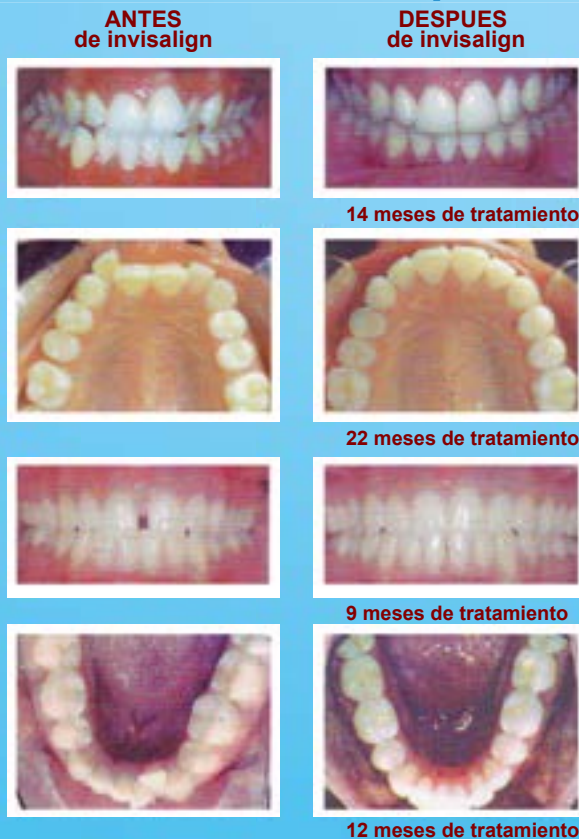 ANTES
de invisalign
DESPUES
de invisalign
14 meses de tratamiento
22 meses de tratamiento
9 meses de tratamiento
12 meses de tratamiento